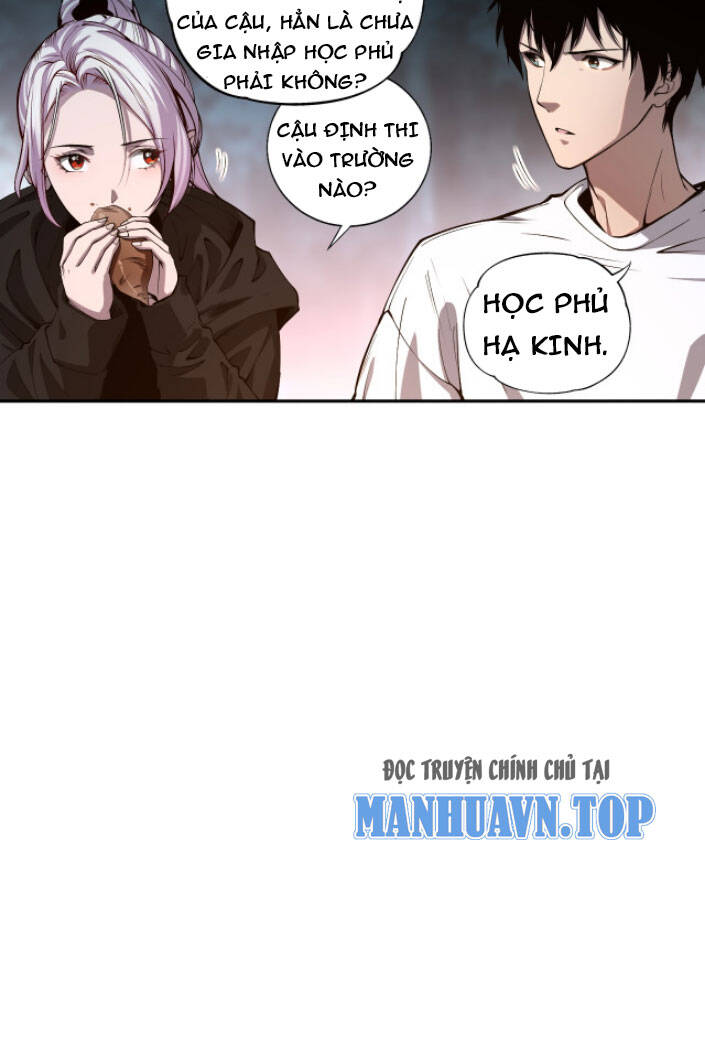 CỦA CẬU, HẲN LÀ CHƯA
GIA NHẬP HỌC PHỦ
PHẢI KHÔNG?
CẬU ĐỊNH THI
VÀO TRƯỜNG
NÀO?
HỌC PHỦ
HẠ KINH.
ĐỌC TRUYỆN CHÍNH CHỦ TẠI
MANHUAVN.TOP